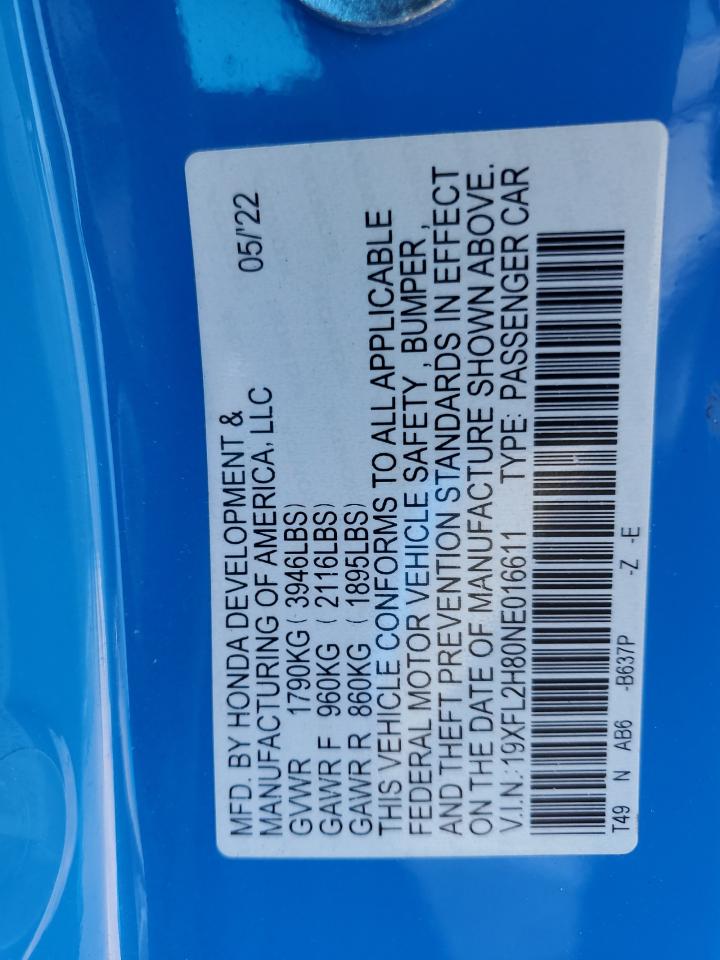 MFD. BY HONDA DEVELOPMENT &
MANUFACTURING OF AMERICA, LLC 05/'22
GVWR 1790KG ( 3946LBS)
GAWR F 960KG ( 2116LBS)
GAWR R 860KG ( 1895LBS)
THIS VEHICLE CONFORMS TO ALL APPLICABLE
FEDERAL MOTOR VEHICLE SAFETY , BUMPER ,
AND THEFT PREVENTION STANDARDS IN EFFECT
ON THE DATE OF MANUFACTURE SHOWN ABOVE.
V.I.N.:19XFL2H80NE016611 TYPE: PASSENGER CAR
T49 N AB6 -B637P -Z -E